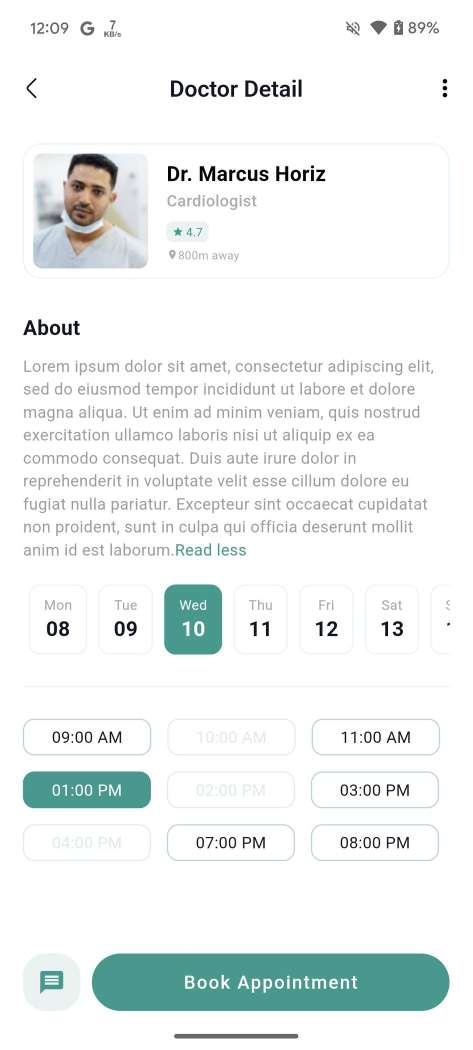 12:09 G 7 KB/s 89%
Doctor Detail
Dr. Marcus Horiz
Cardiologist
4.7
800m away
About
Lorem ipsum dolor sit amet, consectetur adipiscing elit,
sed do eiusmod tempor incididunt ut labore et dolore
magna aliqua. Ut enim ad minim veniam, quis nostrud
exercitation ullamco laboris nisi ut aliquip ex ea
commodo consequat. Duis aute irure dolor in
reprehenderit in voluptate velit esse cillum dolore eu
fugiat nulla pariatur. Excepteur sint occaecat cupidatat
non proident, sunt in culpa qui officia deserunt mollit
anim id est laborum.Read less
Mon Tue Wed Thu Fri Sat
08 09 10 11 12 13
09:00 AM 10:00 AM 11:00 AM
01:00 PM 02:00 PM 03:00 PM
04:00 PM 07:00 PM 08:00 PM
Book Appointment